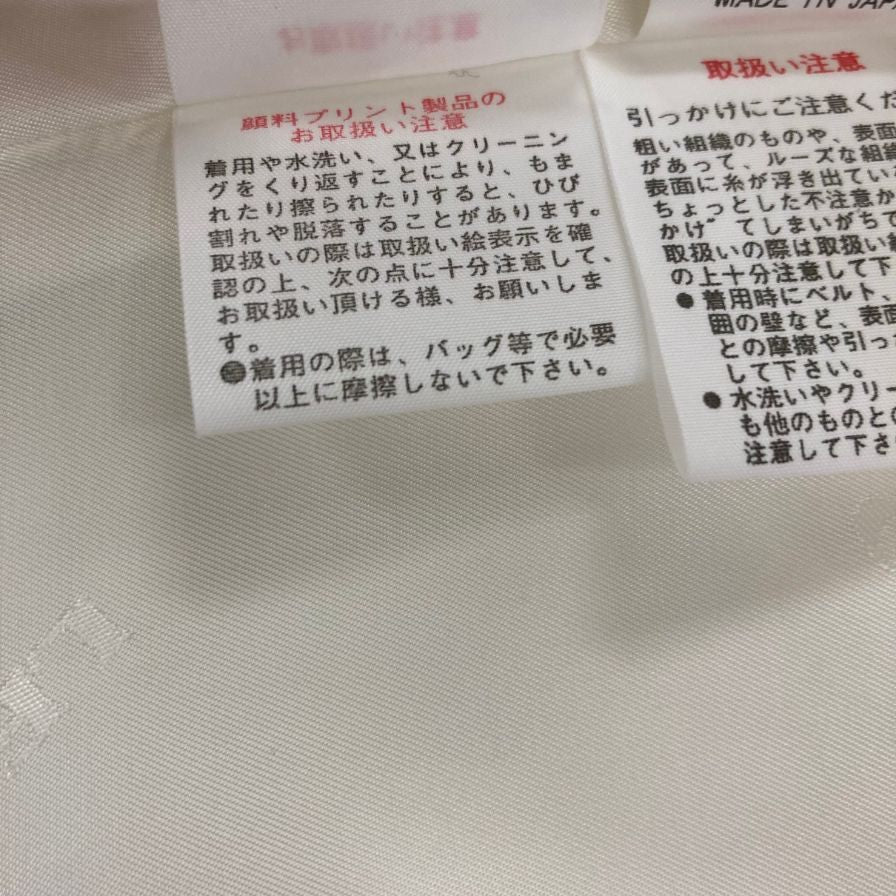 MADE IN JAPA
顔料プリント製品の
お取扱い注意
着用や水洗い、又はクリーニン
グをくり返すことにより、もま
れたり擦られたりすると、ひび
割れや脱落することがあります。
取扱いの際は取扱い絵表示を確
認の上、次の点に十分注意して、
お取扱い頂ける様、お願いしま
す。
●着用の際は、バッグ等で必要
以上に摩擦しないで下さい。
取扱い注意
引っかけにご注意くだ
粗い組織のものや、表面
があって、ルーズな組織
表面に糸が浮き出てい
ちょっとした不注意か
かけ” てしまいがちで
取扱いの際は取扱い絵
の上十分注意して下
●着用時にベルト、
囲の壁など、表面
との摩擦や引っ
して下さい。
●水洗いやクリー
も他のものとの
注意して下さ